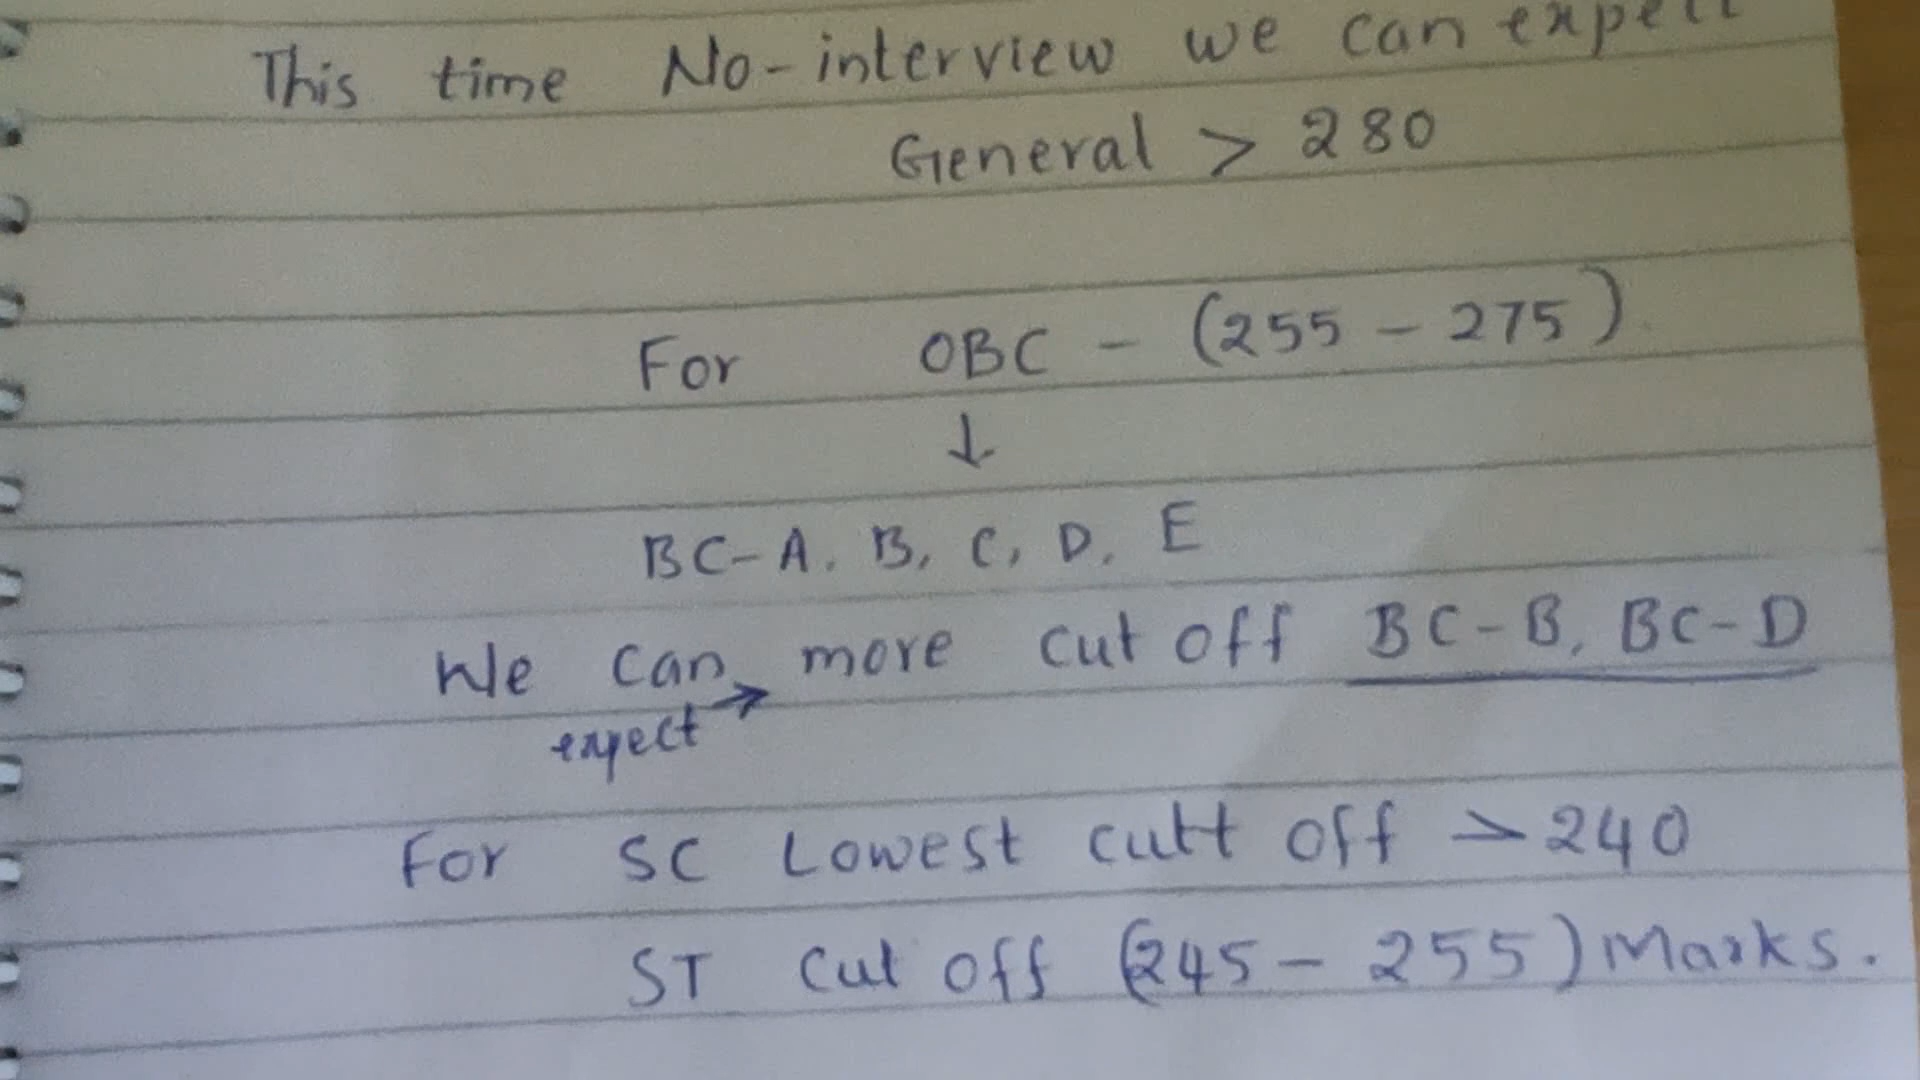 This time No-interview we can expect
General > 280
For OBC - (255 - 275)
↓
BC-A, B, C, D, E
We can more cut off BC-B, BC-D
expect →
For SC Lowest cutt off > 240
ST cut off (245 - 255) Marks.